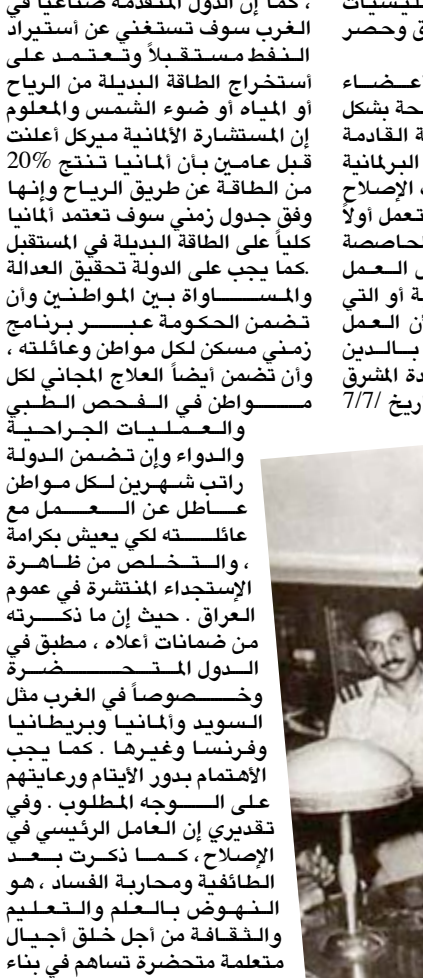 ، كما إن الدول المتقدمة صناعياً في
الغرب سوف تستغني عن أستيراد
النفط مستقبلاً وتعتمد على
أستخراج الطاقة البديلة من الرياح
أو المياه أو ضوء الشمس والمعلوم
إن المستشارة الألمانية ميركل أعلنت
قبل عامين بأن ألمانيا تنتج 20%
من الطاقة عن طريق الرياح وإنها
وفق جدول زمني سوف تعتمد ألمانيا
كلياً على الطاقة البديلة في المستقبل
.كما يجب على الدولة تحقيق العدالة
والمساواة بين المواطنين وأن
تضمن الحكومة عبر برنامج
زمني مسكن لكل مواطن وعائلته ،
وأن تضمن أيضاً العلاج المجاني لكل
مواطن في الفحص الطبي
والعمليات الجراحية
والدواء وإن تضمن الدولة
راتب شهرين لكل مواطن
عاطل عن العمل مع
عائلته لكي يعيش بكرامة
، والتخلص من ظاهرة
الإستجداء المنتشرة في عموم
العراق . حيث إن ما ذكرته
من ضمانات أعلاه ، مطبق في
الدول المتحضرة
وخصوصاً في الغرب مثل
السويد وألمانيا وبريطانيا
وفرنسا وغيرها . كما يجب
الأهتمام بدور الأيتام ورعايتهم
على الوجه المطلوب . وفي
تقديري إن العامل الرئيسي في
الإصلاح ، كما ذكرت بعد
الطائفية ومحاربة الفساد ، هو
النهوض بالعلم والتعليم
والثقافة من أجل خلق أجيال
متعلمة متحضرة تساهم في بناء
ق وحصر
حة بشكل
ة القادمة
البرلمانية
الإصلاح
تعمل أولاً
العمل
ة أو التي
أن العمل
بالدين
دة المشرق
ريخ /7/7